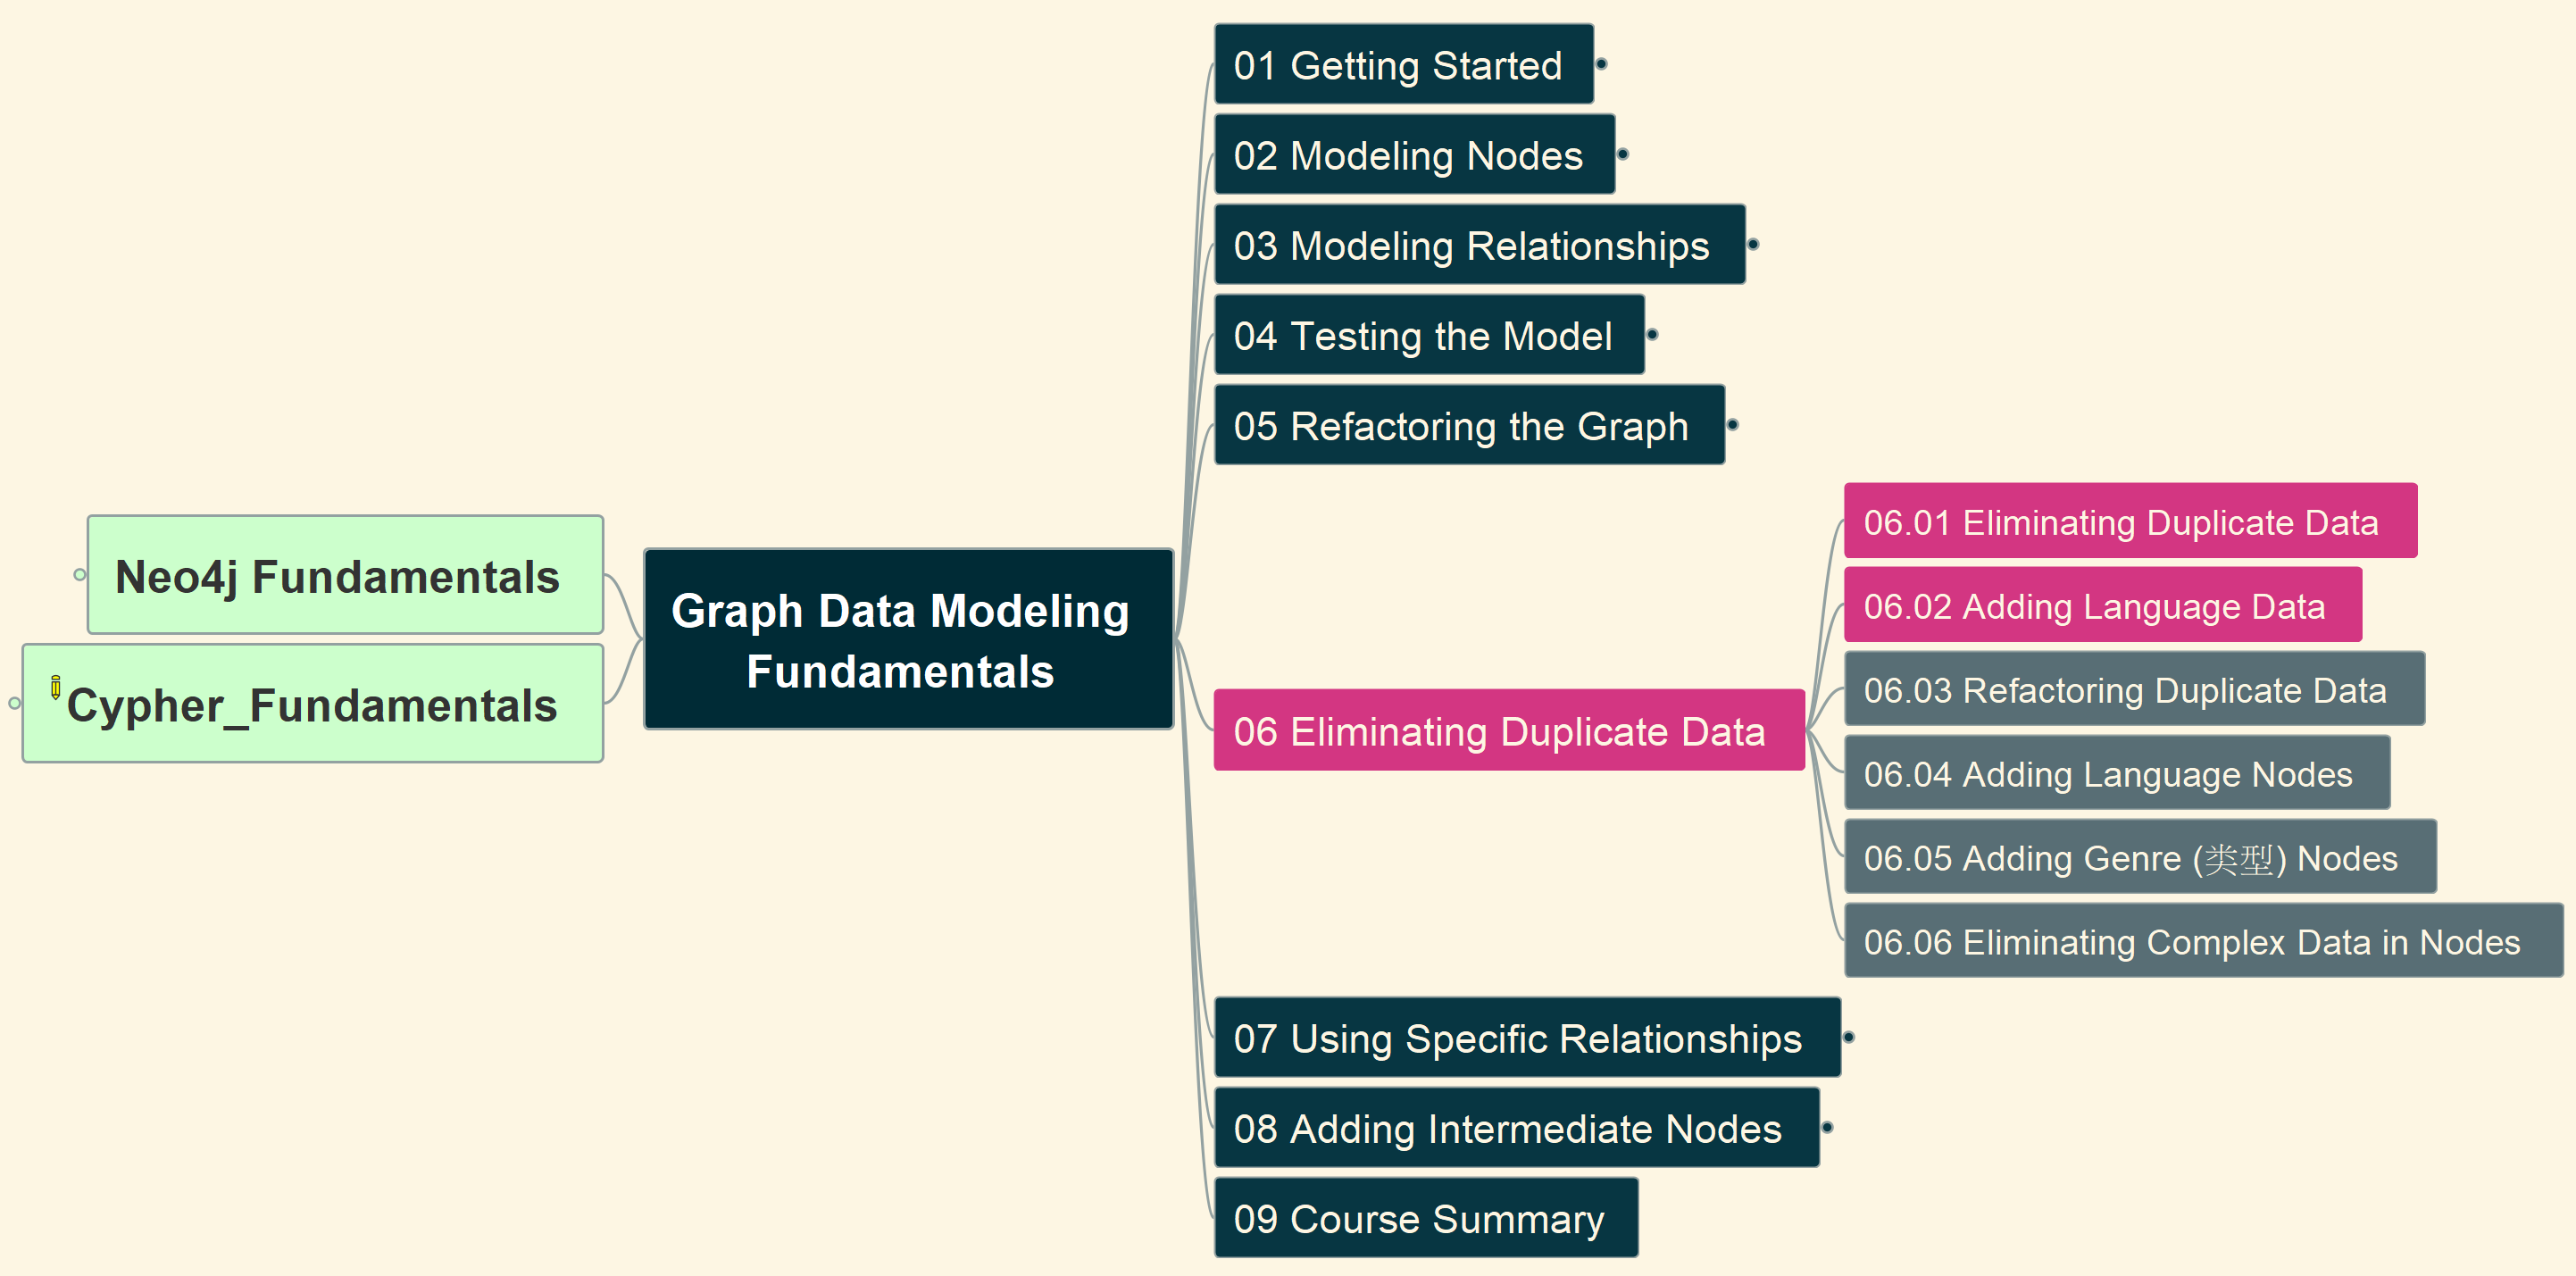 Neo4j Fundamentals
Cypher_Fundamentals
Graph Data Modeling
Fundamentals
01 Getting Started
02 Modeling Nodes
03 Modeling Relationships
04 Testing the Model
05 Refactoring the Graph
06 Eliminating Duplicate Data
06.01 Eliminating Duplicate Data
06.02 Adding Language Data
06.03 Refactoring Duplicate Data
06.04 Adding Language Nodes
06.05 Adding Genre (类型) Nodes
06.06 Eliminating Complex Data in Nodes
07 Using Specific Relationships
08 Adding Intermediate Nodes
09 Course Summary